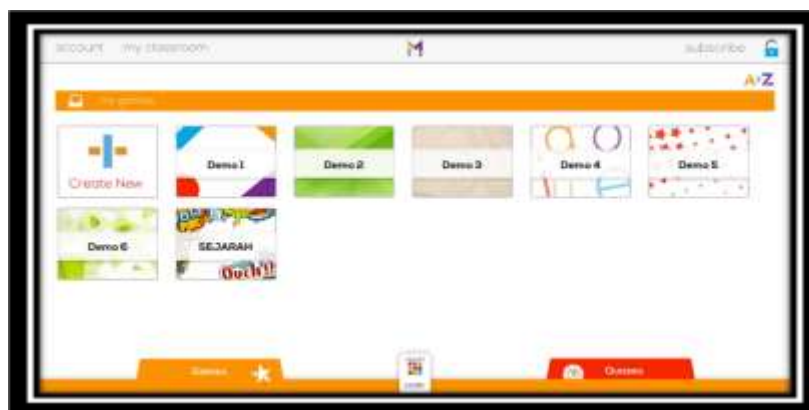 account my classroom M subscribe
A-Z
my games
Create New
Demo 1
Demo 2
Demo 3
Demo 4
Demo 5
Demo 6
SEJARAH
Ouch!!
Games
Quizzes